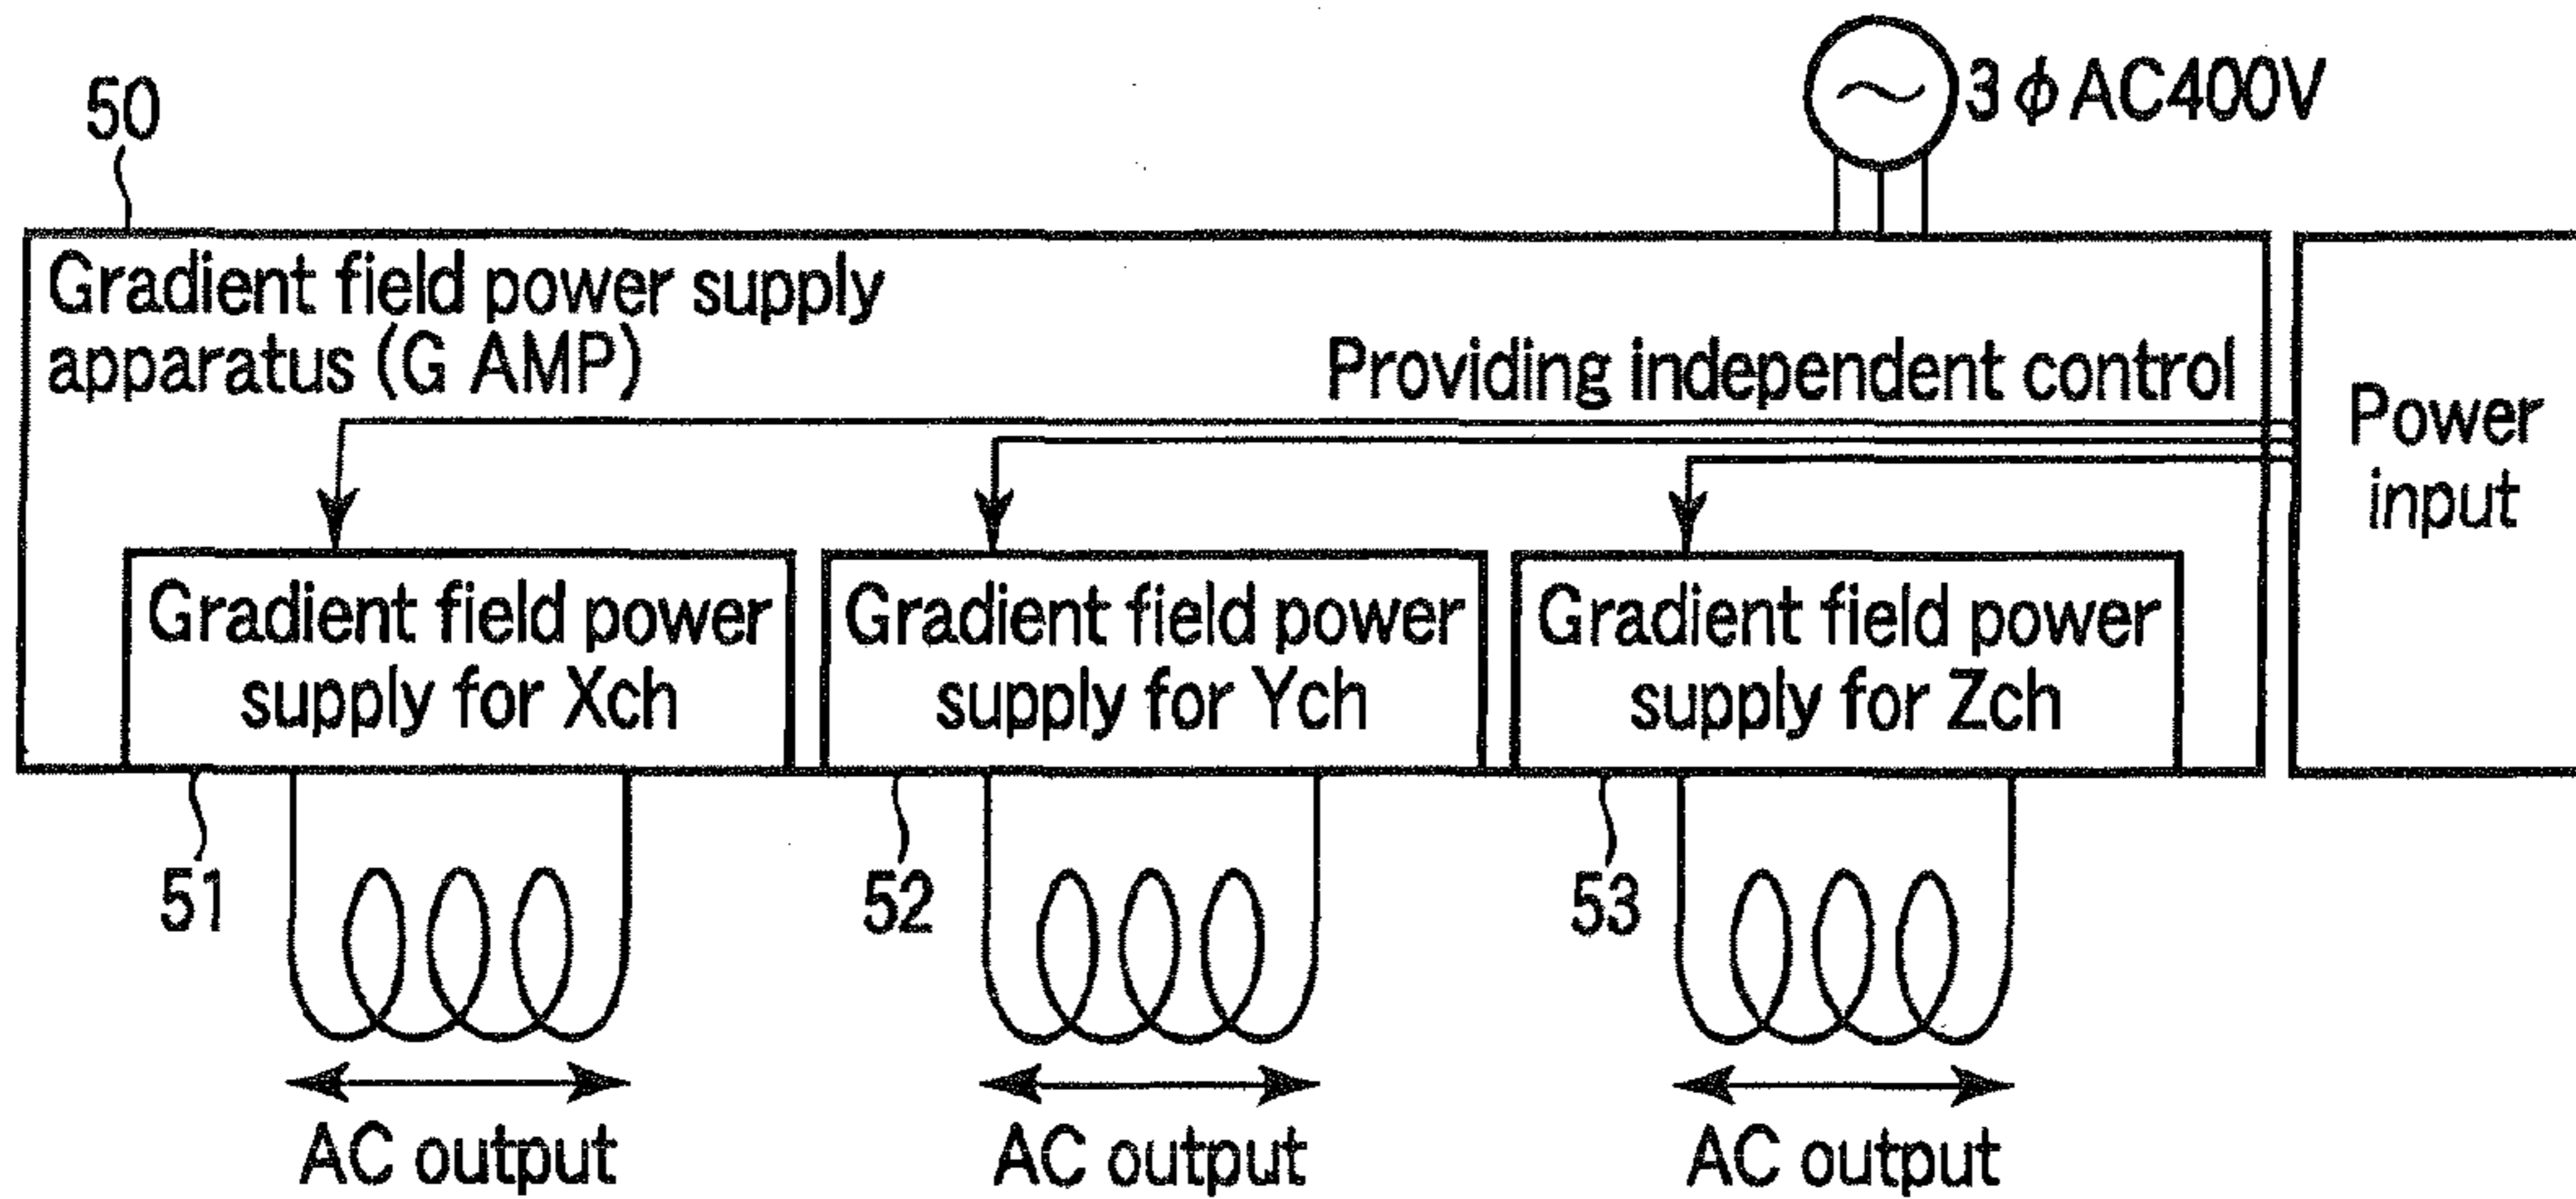 50
3 ϕ AC400V
Gradient field power supply
apparatus (G AMP)
Providing independent control
Power
input
Gradient field power
supply for Xch
Gradient field power
supply for Ych
Gradient field power
supply for Zch
51
52
53
AC output
AC output
AC output